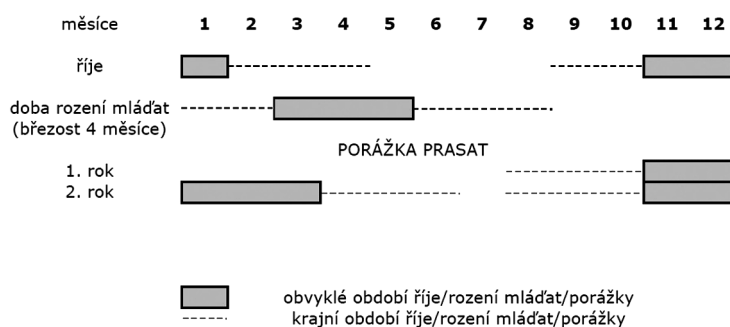 měsíce 1 2 3 4 5 6 7 8 9 10 11 12
říje
doba rození mláďat
(březost 4 měsíce)
PORÁŽKA PRASAT
1. rok
2. rok
obvyklé období říje/rození mláďat/porážky
krajní období říje/rození mláďat/porážky